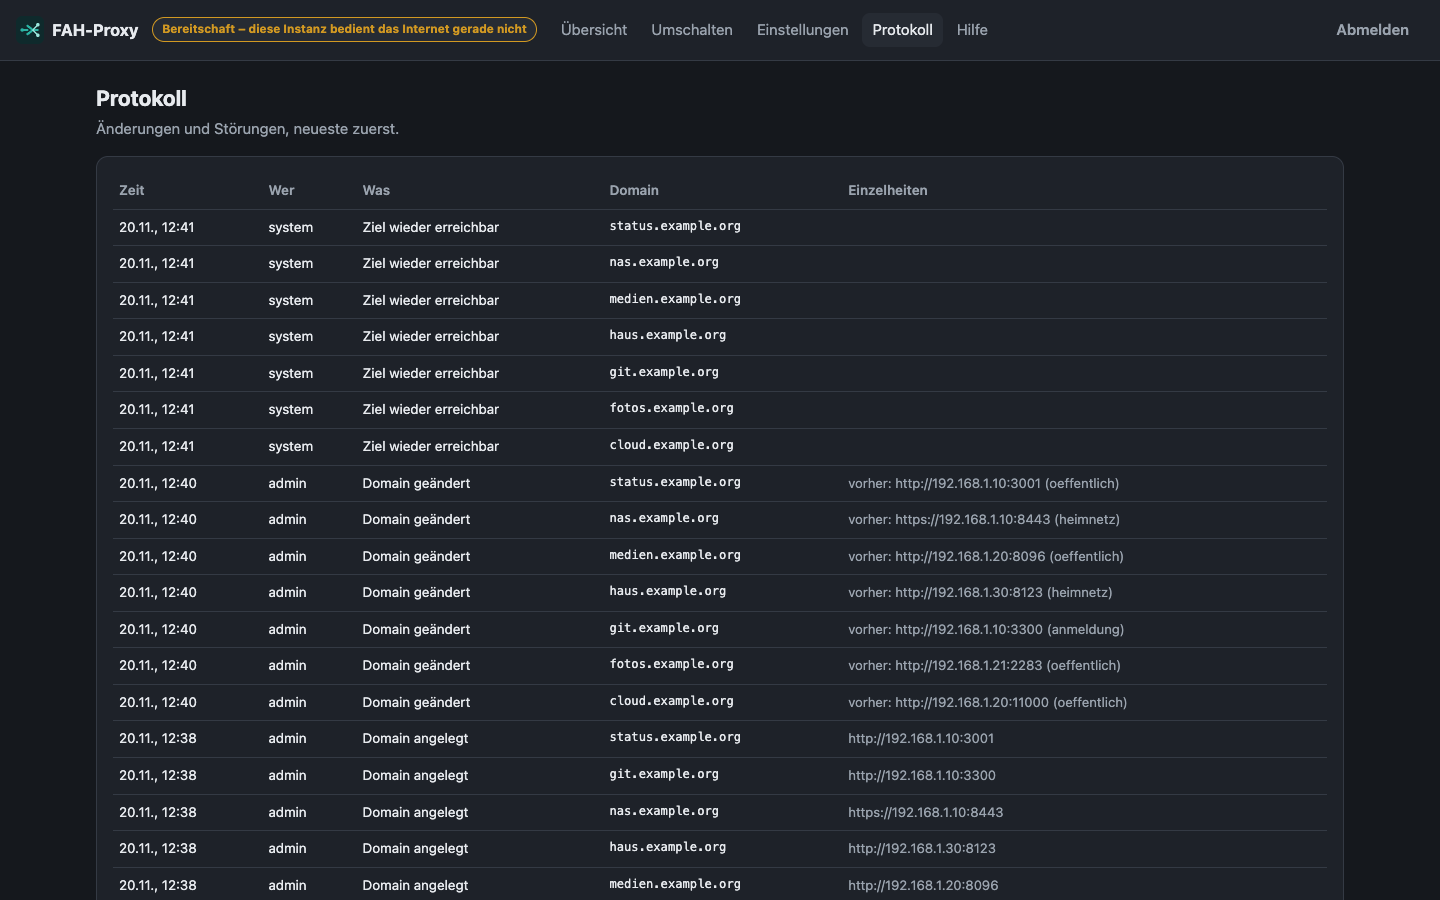 FAH-Proxy Bereitschaft – diese Instanz bedient das Internet gerade nicht Übersicht Umschalten Einstellungen Protokoll Hilfe Abmelden
Protokoll
Änderungen und Störungen, neueste zuerst.
Zeit Wer Was Domain Einzelheiten
20.11., 12:41 system Ziel wieder erreichbar status.example.org
20.11., 12:41 system Ziel wieder erreichbar nas.example.org
20.11., 12:41 system Ziel wieder erreichbar medien.example.org
20.11., 12:41 system Ziel wieder erreichbar haus.example.org
20.11., 12:41 system Ziel wieder erreichbar git.example.org
20.11., 12:41 system Ziel wieder erreichbar fotos.example.org
20.11., 12:41 system Ziel wieder erreichbar cloud.example.org
20.11., 12:40 admin Domain geändert status.example.org vorher: http://192.168.1.10:3001 (oeffentlich)
20.11., 12:40 admin Domain geändert nas.example.org vorher: https://192.168.1.10:8443 (heimnetz)
20.11., 12:40 admin Domain geändert medien.example.org vorher: http://192.168.1.20:8096 (oeffentlich)
20.11., 12:40 admin Domain geändert haus.example.org vorher: http://192.168.1.30:8123 (heimnetz)
20.11., 12:40 admin Domain geändert git.example.org vorher: http://192.168.1.10:3300 (anmeldung)
20.11., 12:40 admin Domain geändert fotos.example.org vorher: http://192.168.1.21:2283 (oeffentlich)
20.11., 12:40 admin Domain geändert cloud.example.org vorher: http://192.168.1.20:11000 (oeffentlich)
20.11., 12:38 admin Domain angelegt status.example.org http://192.168.1.10:3001
20.11., 12:38 admin Domain angelegt git.example.org http://192.168.1.10:3300
20.11., 12:38 admin Domain angelegt nas.example.org https://192.168.1.10:8443
20.11., 12:38 admin Domain angelegt haus.example.org http://192.168.1.30:8123
20.11., 12:38 admin Domain angelegt medien.example.org http://192.168.1.20:8096